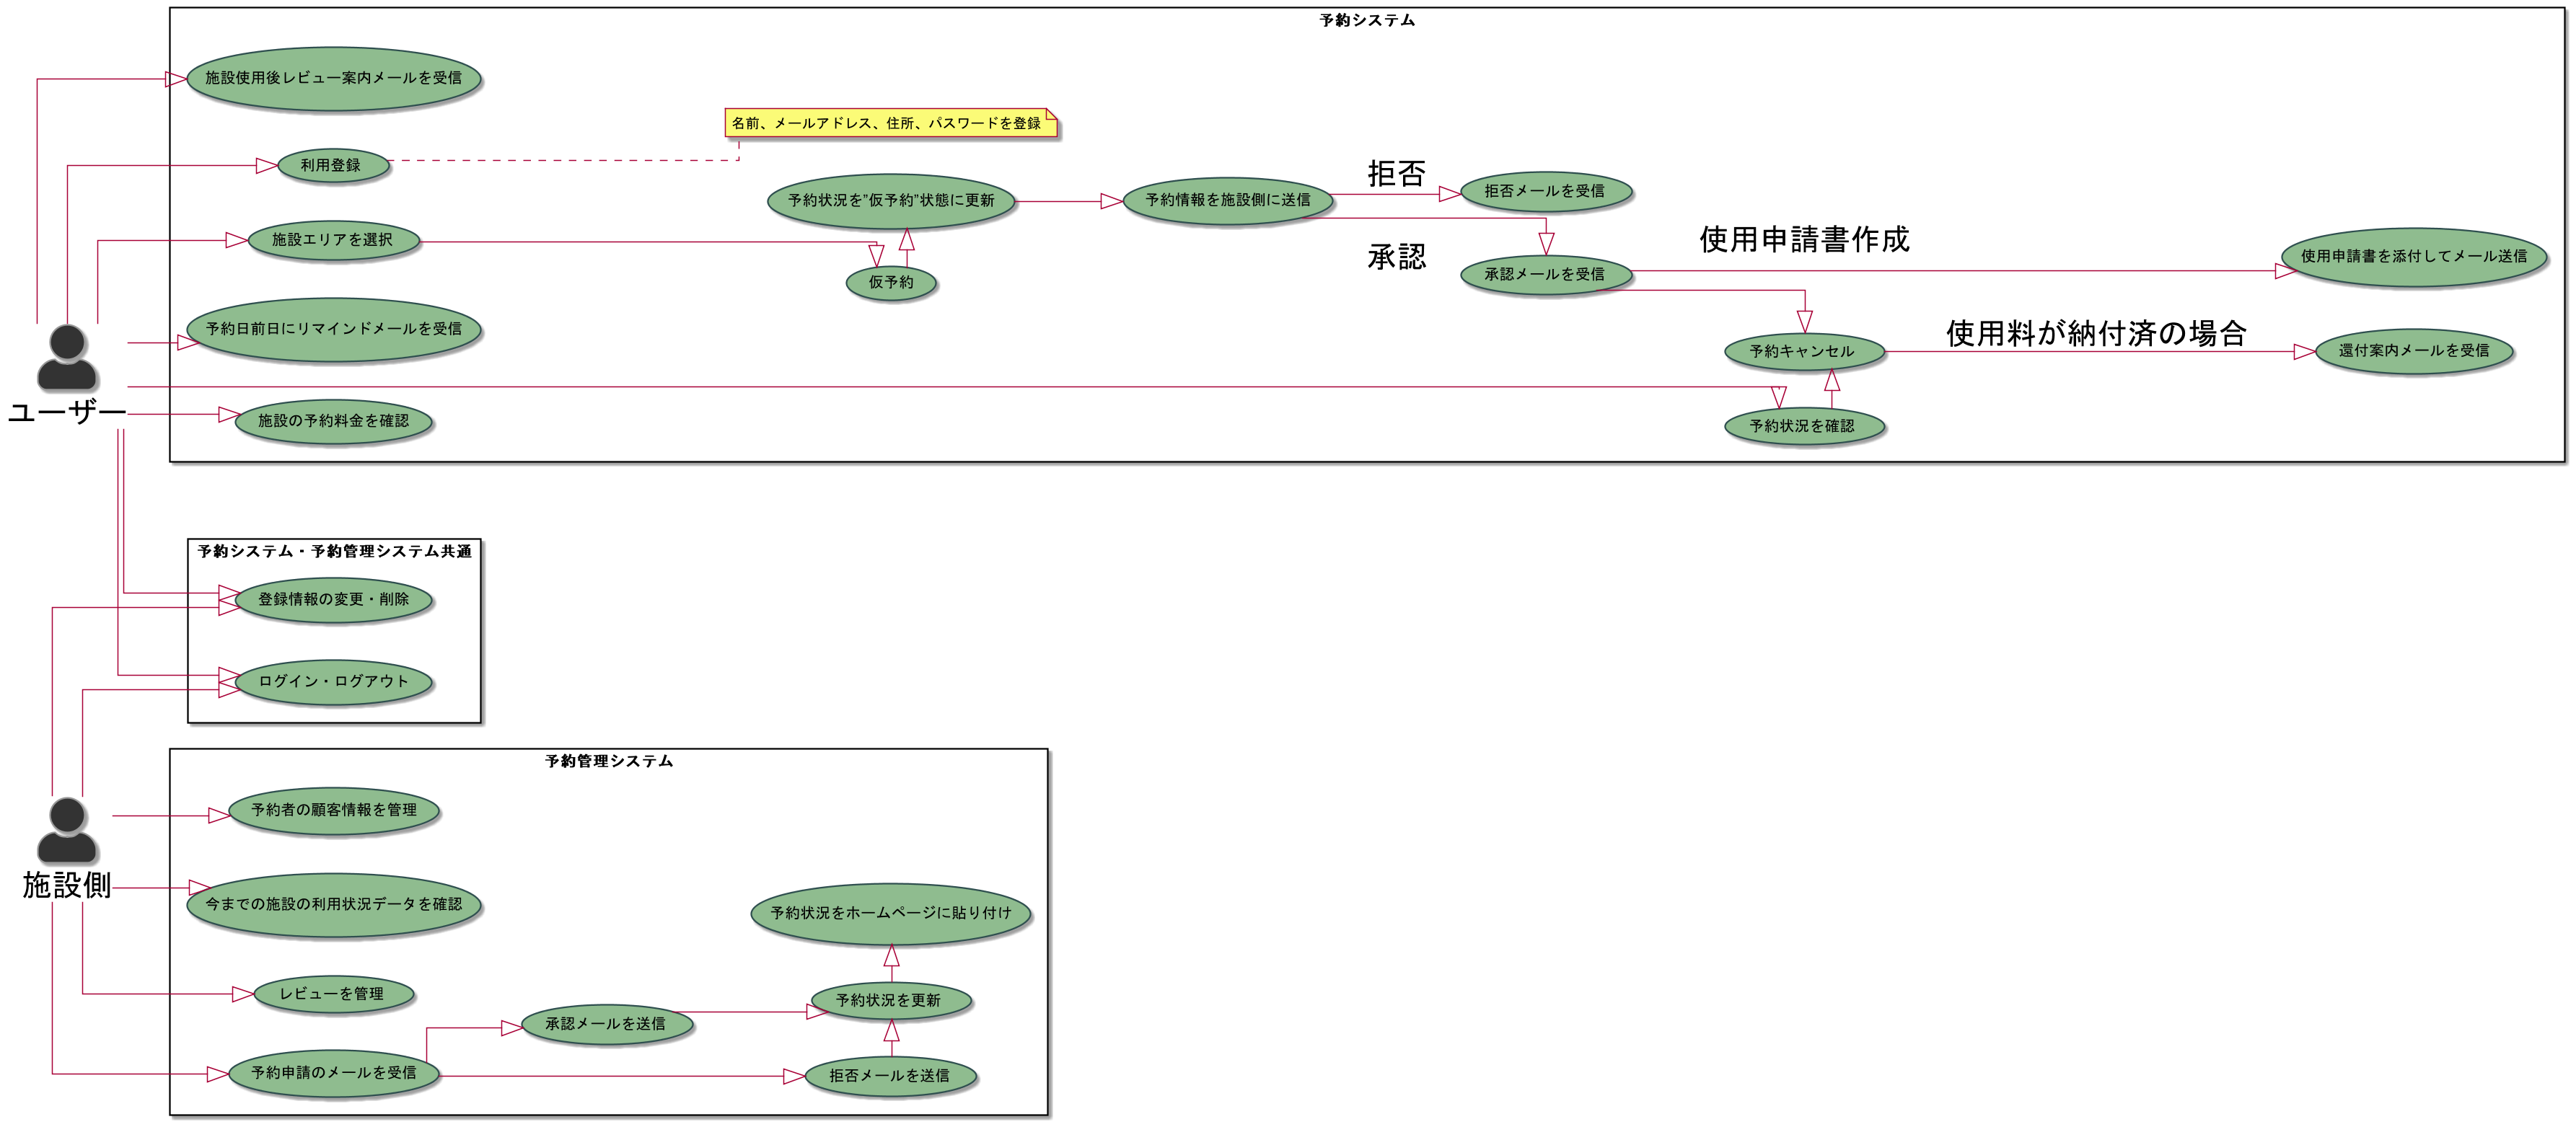 予約システム
施設使用後レビュー案内メールを受信
名前、メールアドレス、住所、パスワードを登録
利用登録
予約状況を"仮予約"状態に更新
予約情報を施設側に送信
拒否
拒否メールを受信
施設エリアを選択
仮予約
承認
承認メールを受信
使用申請書作成
使用申請書を添付してメール送信
予約日前日にリマインドメールを受信
予約キャンセル
使用料が納付済の場合
還付案内メールを受信
ユーザー
施設の予約料金を確認
予約状況を確認
予約システム・予約管理システム共通
登録情報の変更・削除
ログイン・ログアウト
予約管理システム
予約者の顧客情報を管理
施設側
今までの施設の利用状況データを確認
予約状況をホームページに貼り付け
レビューを管理
承認メールを送信
予約状況を更新
予約申請のメールを受信
拒否メールを送信